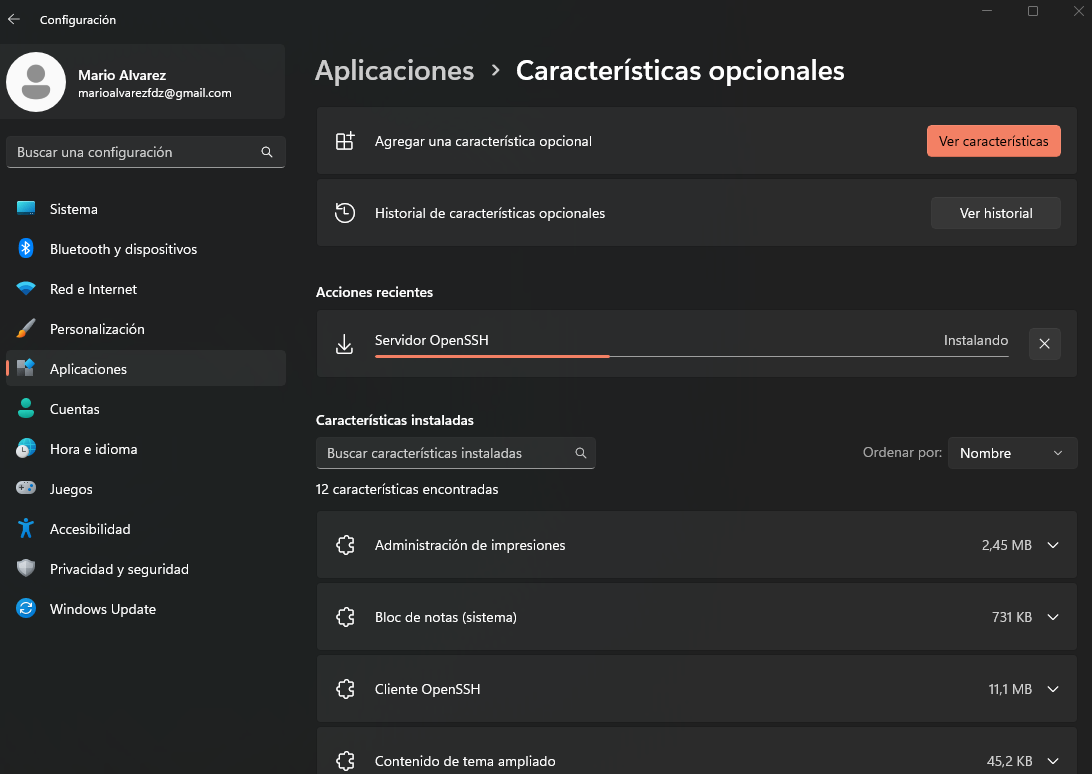 Configuración
Mario Alvarez
marioalvarezfdz@gmail.com
Buscar una configuración
Sistema
Bluetooth y dispositivos
Red e Internet
Personalización
Aplicaciones
Cuentas
Hora e idioma
Juegos
Accesibilidad
Privacidad y seguridad
Windows Update
Aplicaciones > Características opcionales
Agregar una característica opcional
Ver características
Historial de características opcionales
Ver historial
Acciones recientes
Servidor OpenSSH
Instalando
Características instaladas
Buscar características instaladas
Ordenar por: Nombre
12 características encontradas
Administración de impresiones
2,45 MB
Bloc de notas (sistema)
731 KB
Cliente OpenSSH
11,1 MB
Contenido de tema ampliado
45,2 KB